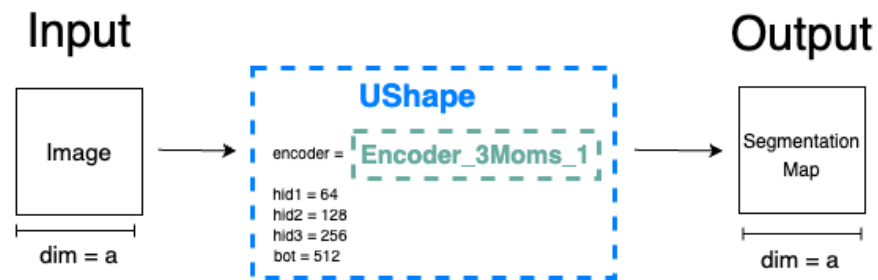 Input
Output
UShape
Image
encoder = Encoder_3Moms_1
Segmentation
Map
hid1 = 64
hid2 = 128
hid3 = 256
bot = 512
dim = a
dim = a